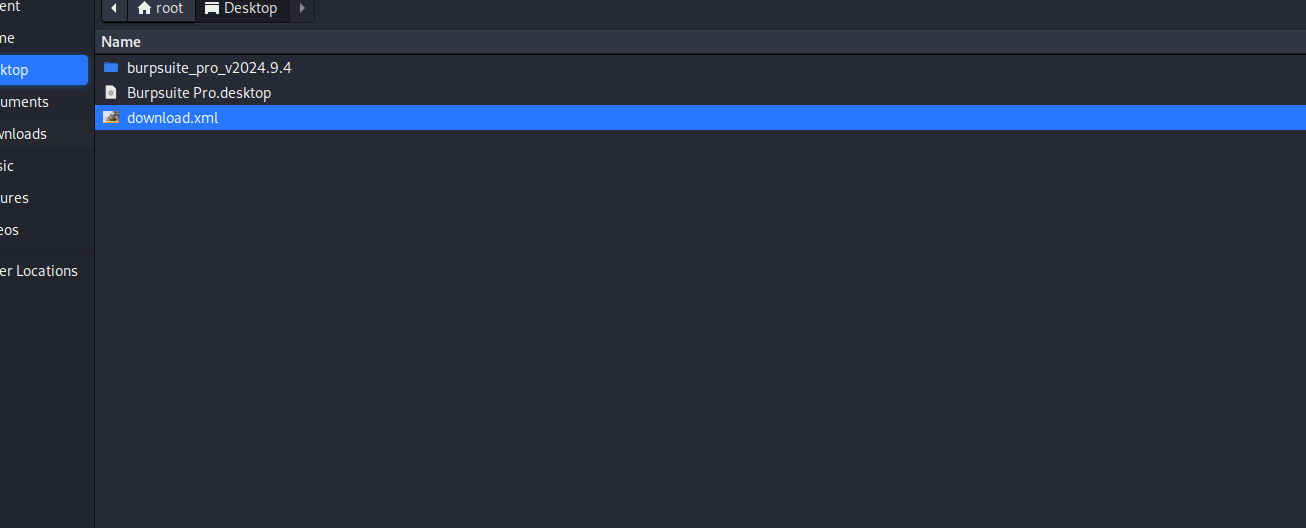 ent
root
Desktop
Name
me
ktop
burpsuite_pro_v2024.9.4
uments
Burpsuite Pro.desktop
wnloads
download.xml
sic
ures
eos
er Locations